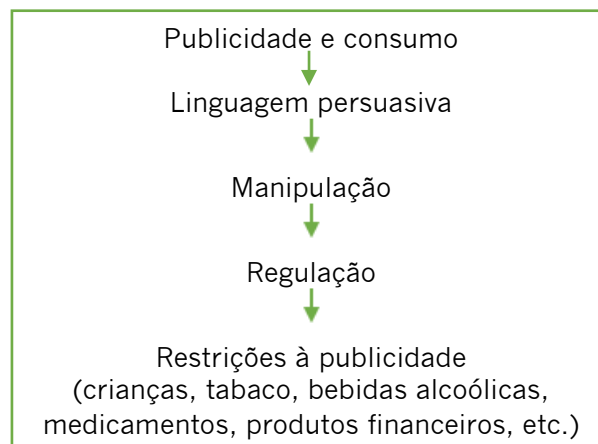 Publicidade e consumo
Linguagem persuasiva
Manipulação
Regulação
Restrições à publicidade
(crianças, tabaco, bebidas alcoólicas,
medicamentos, produtos financeiros, etc.)